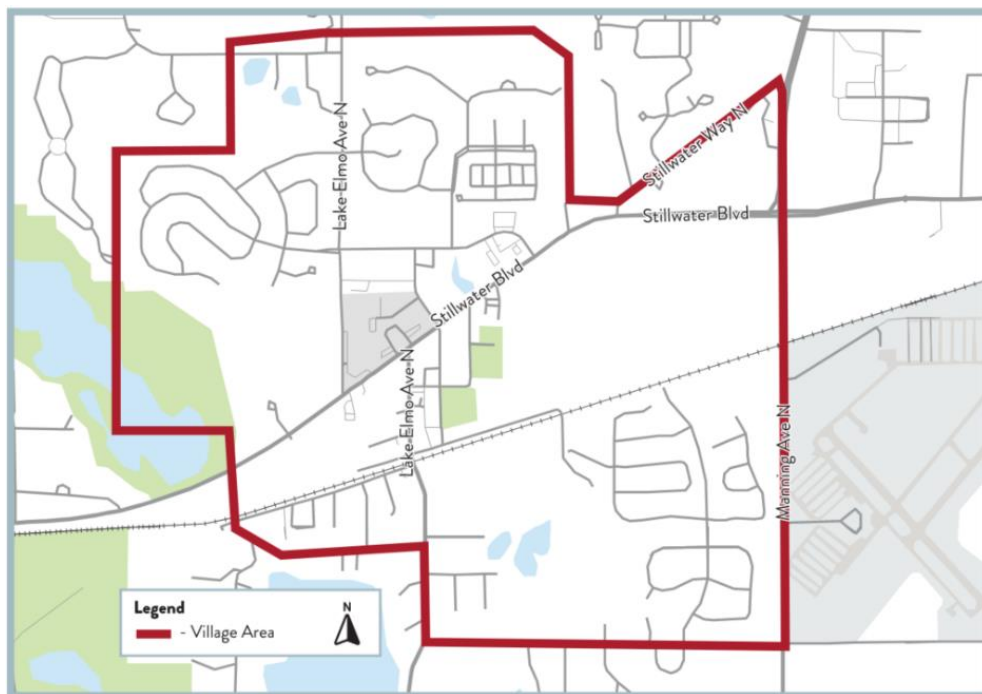 Lake Elmo Ave N
Stillwater Way N
Stillwater Blvd
Stillwater Blvd
Lake Elmo Ave N
Manning Ave N
Legend
- Village Area
N